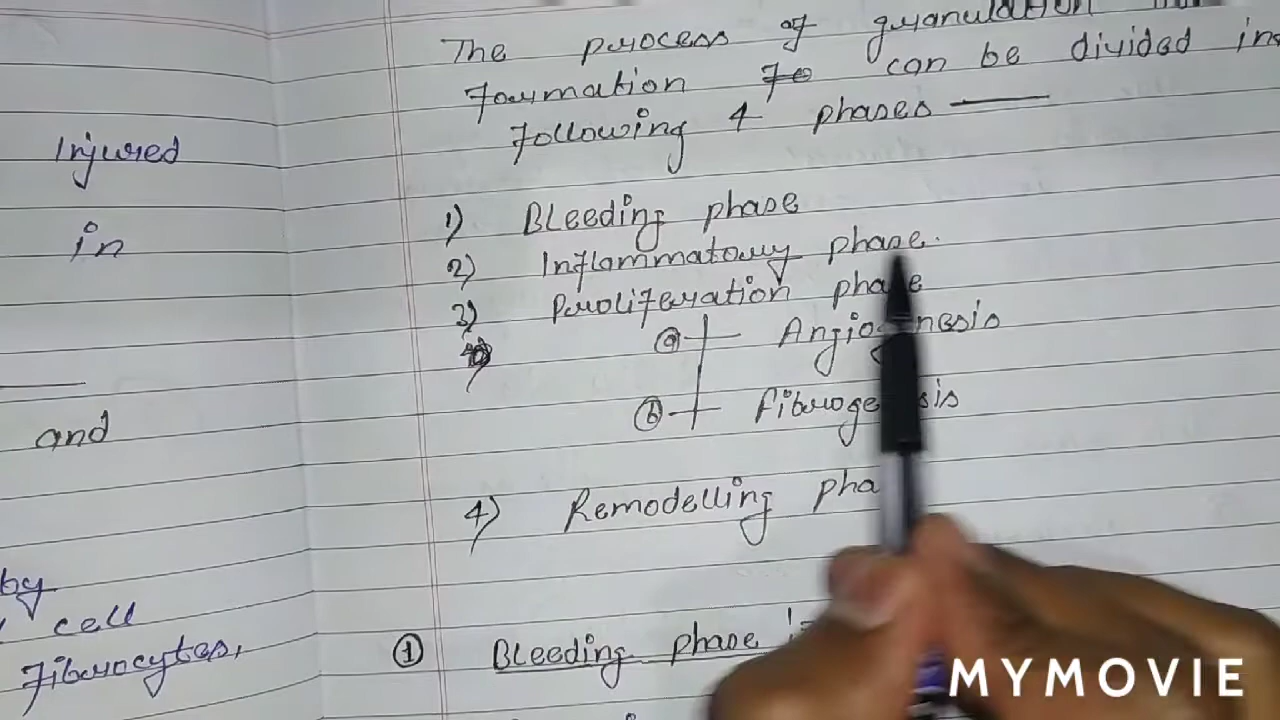 The process of granulation
formation can be divided
following 4 phases —
Injured
1) Bleeding phase
in
2) Inflammatory phase.
3) Proliferation phase
ⓐ Angiogenesis
ⓑ Fibrogenesis
and
4) Remodelling pha
by
cell
Fibrocytes,
① Bleeding phase
MYMOVIE